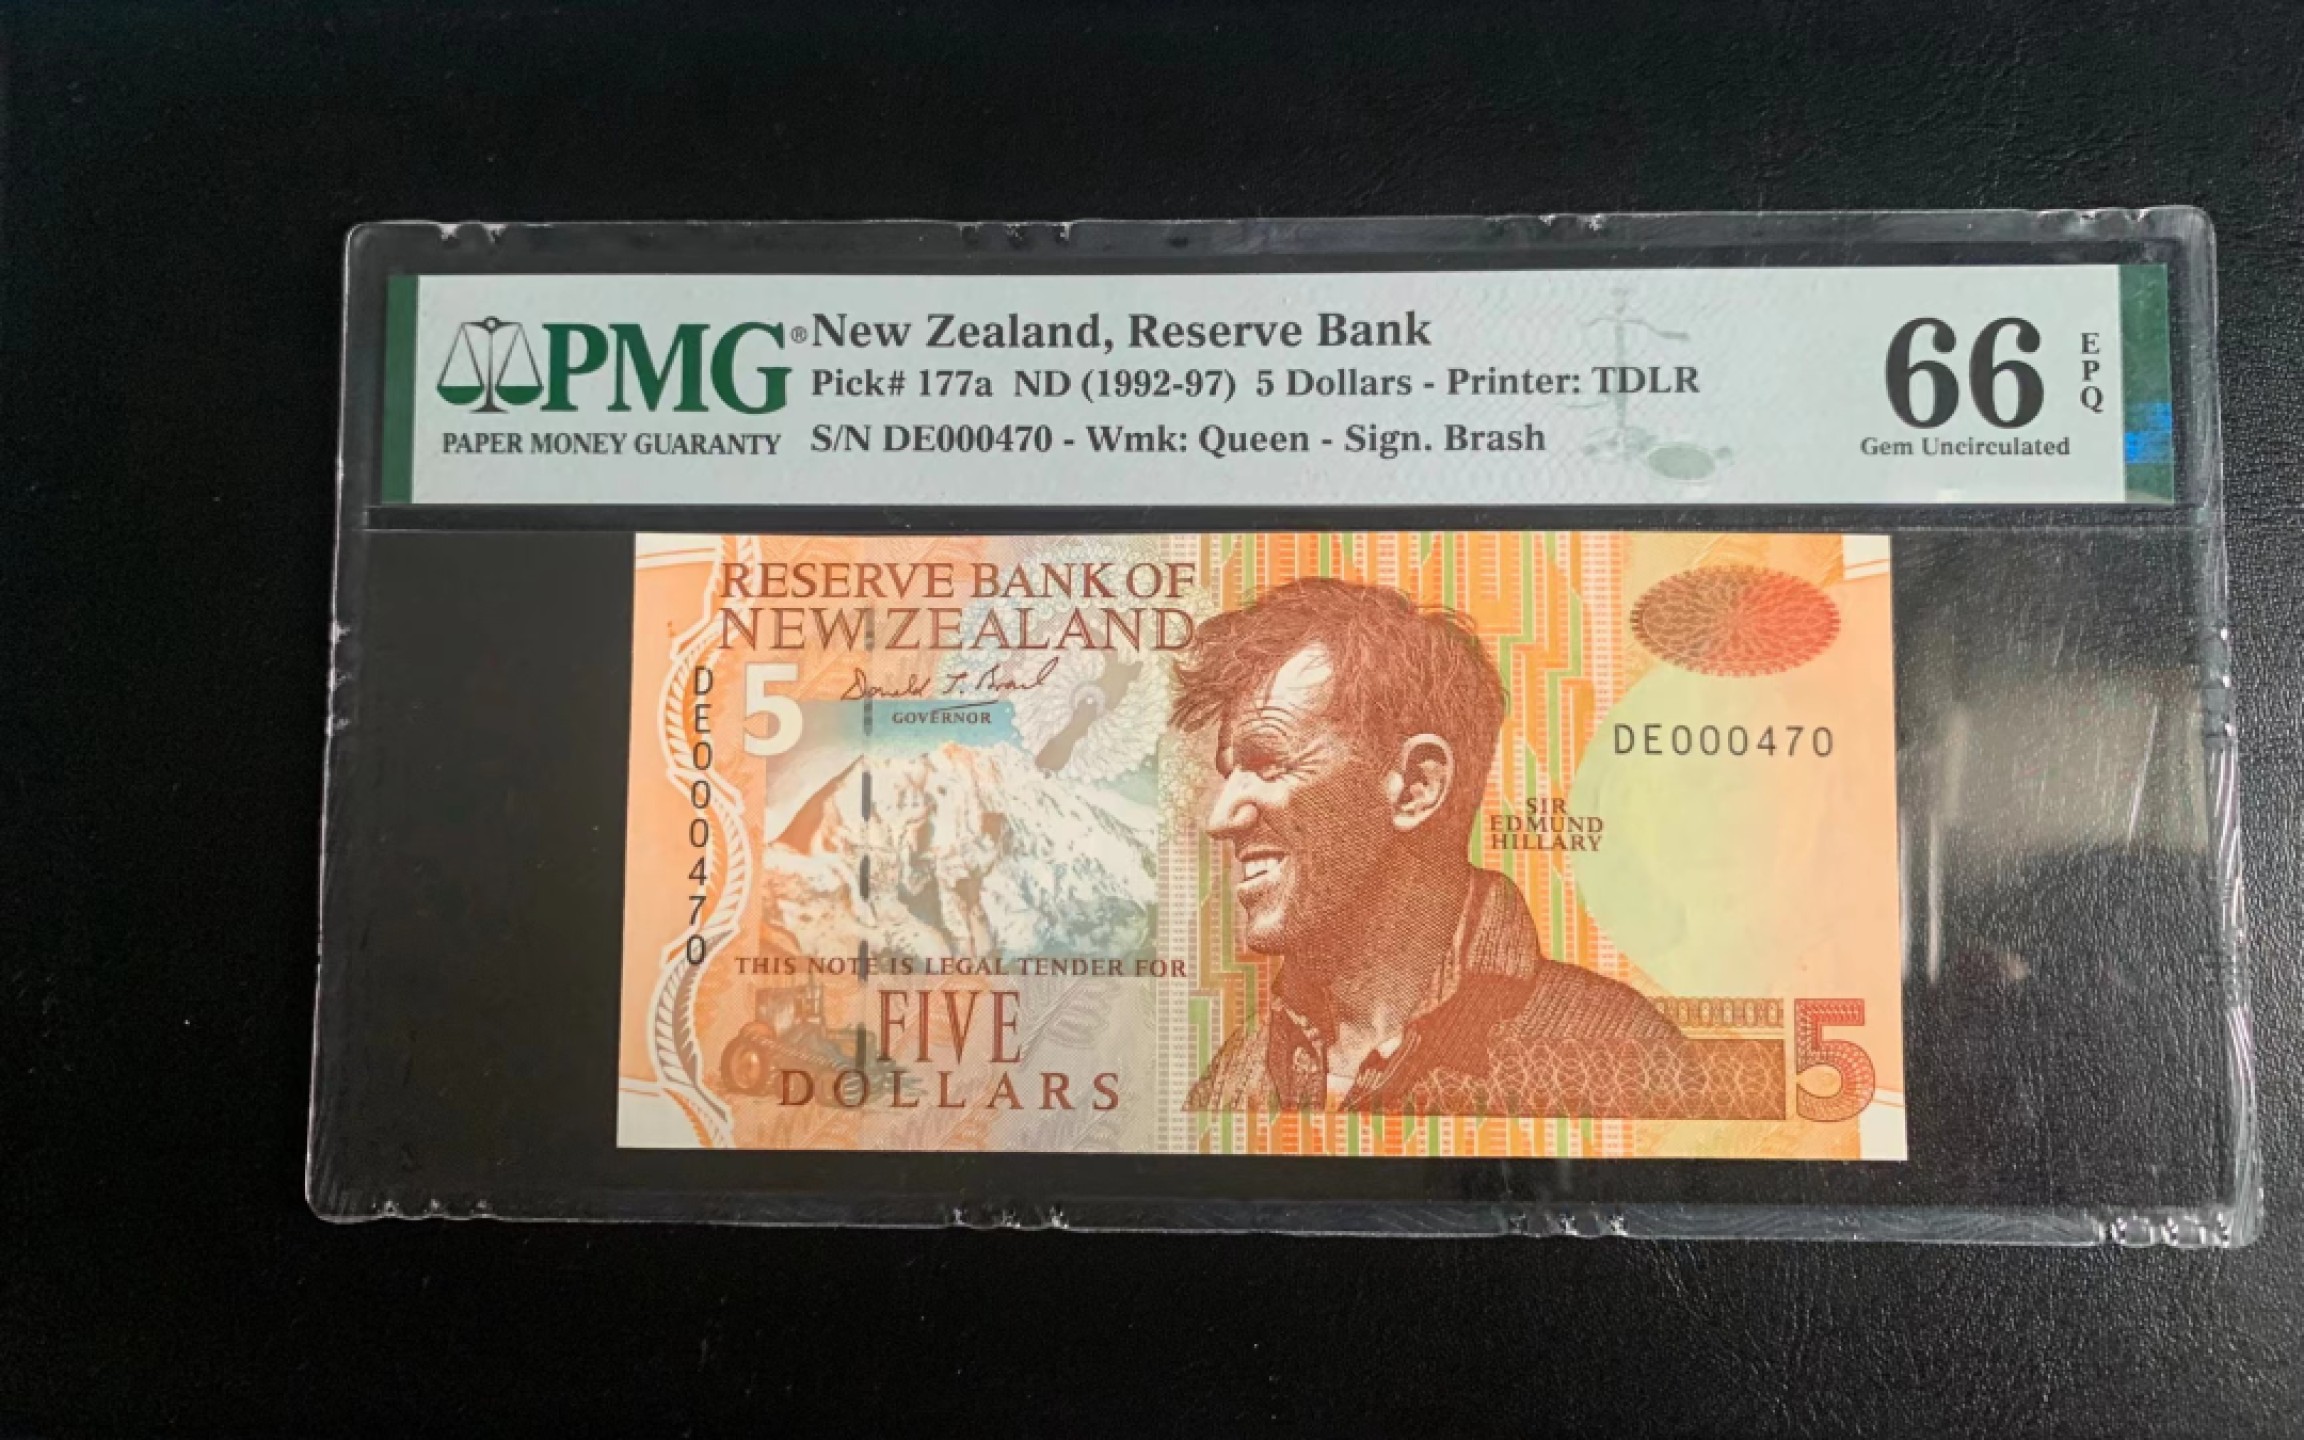 PMG®
PAPER MONEY GUARANTY
New Zealand, Reserve Bank
Pick# 177a ND (1992-97) 5 Dollars - Printer: TDLR
S/N DE000470 - Wmk: Queen - Sign. Brash
66
EPQ
Gem Uncirculated
RESERVE BANK OF
NEW ZEALAND
5
Donald T. Brash
GOVERNOR
DE000470
DE000470
SIR
EDMUND
HILLARY
THIS NOTE IS LEGAL TENDER FOR
FIVE
DOLLARS
5